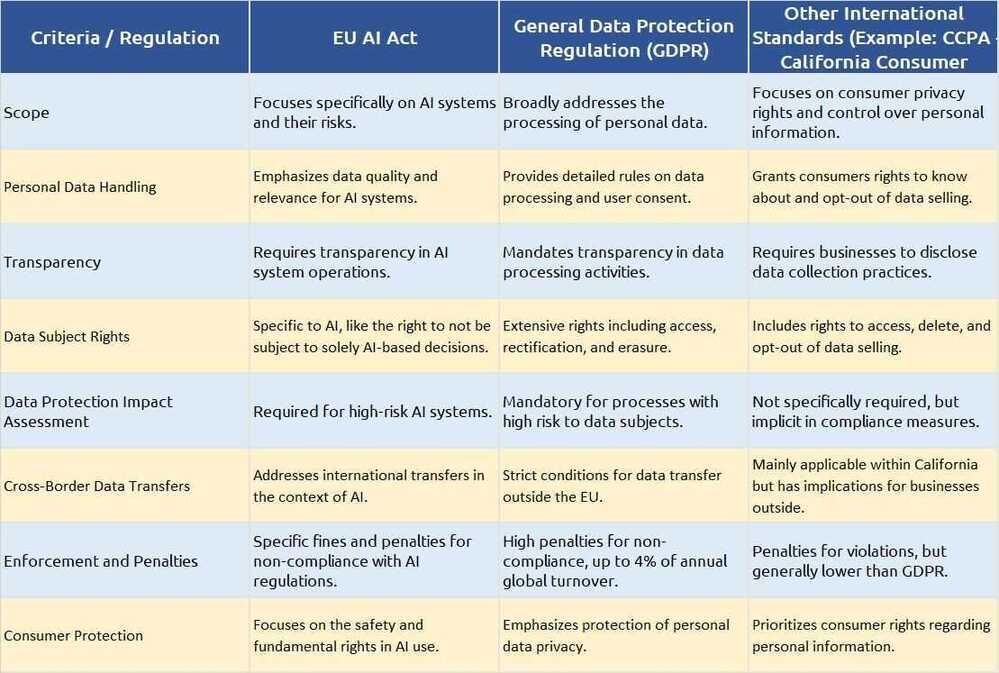 Criteria / Regulation
EU AI Act
General Data Protection
Regulation (GDPR)
Other International
Standards (Example: CCPA -
California Consumer
Scope
Focuses specifically on AI systems
and their risks.
Broadly addresses the
processing of personal data.
Focuses on consumer privacy
rights and control over personal
information.
Personal Data Handling
Emphasizes data quality and
relevance for AI systems.
Provides detailed rules on data
processing and user consent.
Grants consumers rights to know
about and opt-out of data selling.
Transparency
Requires transparency in AI
system operations.
Mandates transparency in data
processing activities.
Requires businesses to disclose
data collection practices.
Data Subject Rights
Specific to AI, like the right to not be
subject to solely AI-based decisions.
Extensive rights including access,
rectification, and erasure.
Includes rights to access, delete, and
opt-out of data selling.
Data Protection Impact
Assessment
Required for high-risk AI systems.
Mandatory for processes with
high risk to data subjects.
Not specifically required, but
implicit in compliance measures.
Cross-Border Data Transfers
Addresses international transfers in
the context of AI.
Strict conditions for data transfer
outside the EU.
Mainly applicable within California
but has implications for businesses
outside.
Enforcement and Penalties
Specific fines and penalties for
non-compliance with AI
regulations.
High penalties for non-
compliance, up to 4% of annual
global turnover.
Penalties for violations, but
generally lower than GDPR.
Consumer Protection
Focuses on the safety and
fundamental rights in AI use.
Emphasizes protection of personal
data privacy.
Prioritizes consumer rights regarding
personal information.